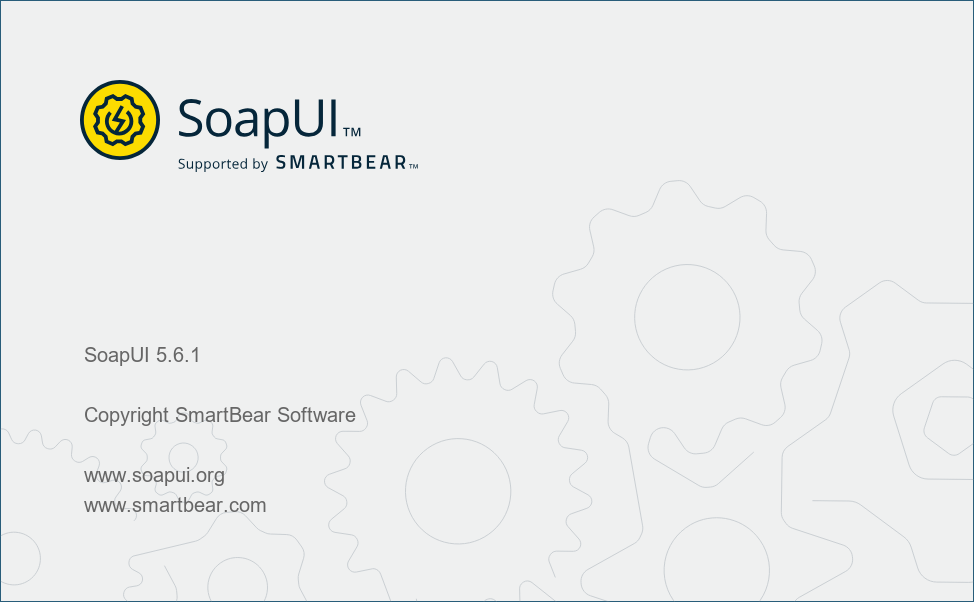 SoapUI™
Supported by SMARTBEAR™
SoapUI 5.6.1
Copyright SmartBear Software
www.soapui.org
www.smartbear.com